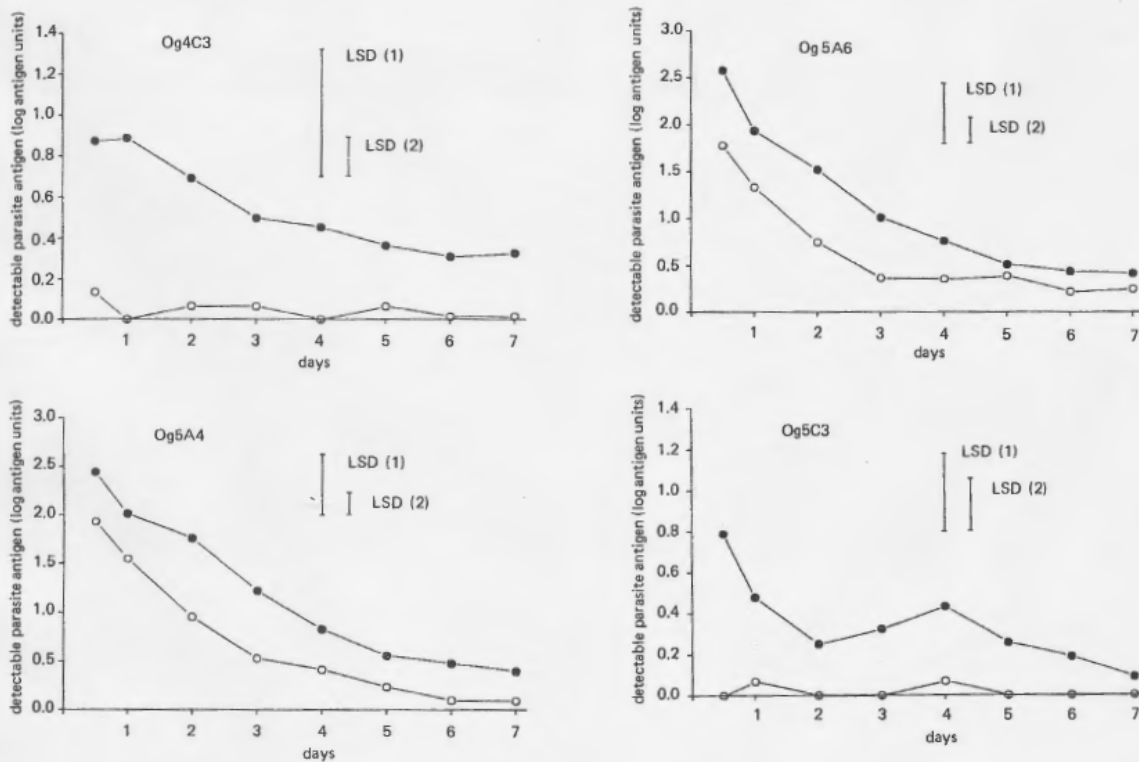 detectable parasite antigen (log antigen units)
1.4
1.2
1.0
0.8
0.6
0.4
0.2
0.0
Og4C3
LSD (1)
LSD (2)
1 2 3 4 5 6 7
days
detectable parasite antigen (log antigen units)
3.0
2.5
2.0
1.5
1.0
0.5
0.0
Og5A6
LSD (1)
LSD (2)
1 2 3 4 5 6 7
days
detectable parasite antigen (log antigen units)
3.0
2.5
2.0
1.5
1.0
0.5
0.0
Og5A4
LSD (1)
LSD (2)
1 2 3 4 5 6 7
days
detectable parasite antigen (log antigen units)
1.4
1.2
1.0
0.8
0.6
0.4
0.2
0.0
Og5C3
LSD (1)
LSD (2)
1 2 3 4 5 6 7
days